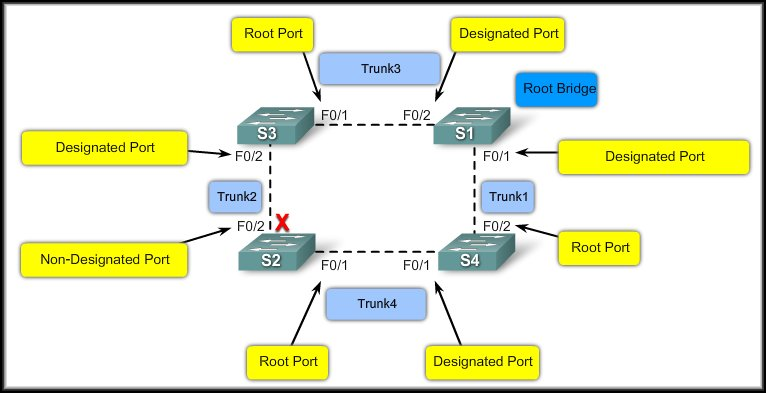 Root Port
Designated Port
Trunk3
Root Bridge
F0/1
F0/2
S3
S1
Designated Port
F0/2
F0/1
Designated Port
Trunk2
Trunk1
F0/2
X
F0/2
Non-Designated Port
Root Port
S2
S4
F0/1
F0/1
Trunk4
Root Port
Designated Port